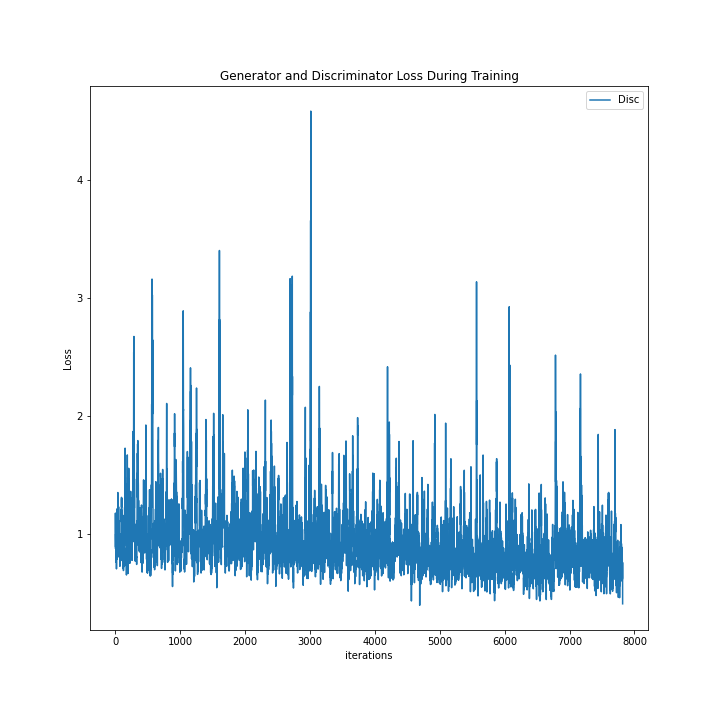 Generator and Discriminator Loss During Training
Disc
Loss
4
3
2
1
0 1000 2000 3000 4000 5000 6000 7000 8000
iterations